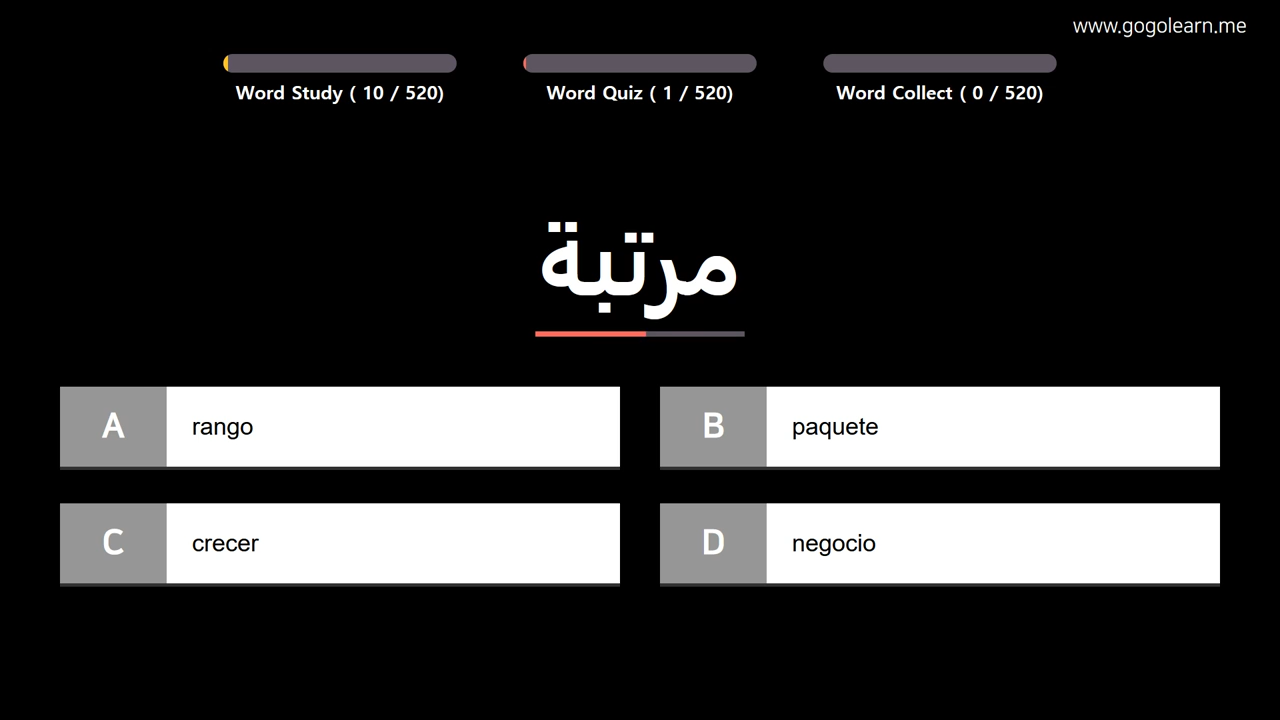 www.gogolearn.me
Word Study ( 10 / 520)
Word Quiz ( 1 / 520)
Word Collect ( 0 / 520)
مرتبة
A rango
B paquete
C crecer
D negocio